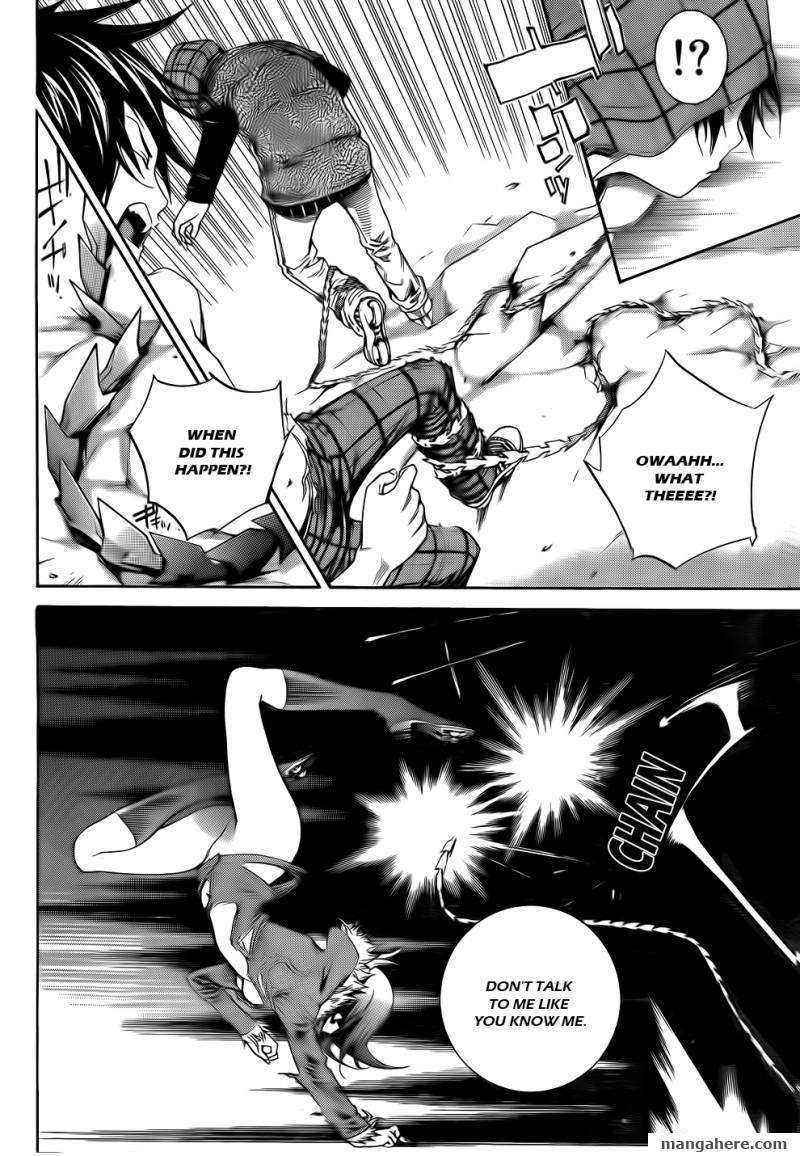 !?
OWAAHH...
WHAT
THEEEE?!
WHEN
DID THIS
HAPPEN?!
CHAIN
DON'T TALK
TO ME LIKE
YOU KNOW ME.
mangahere.com